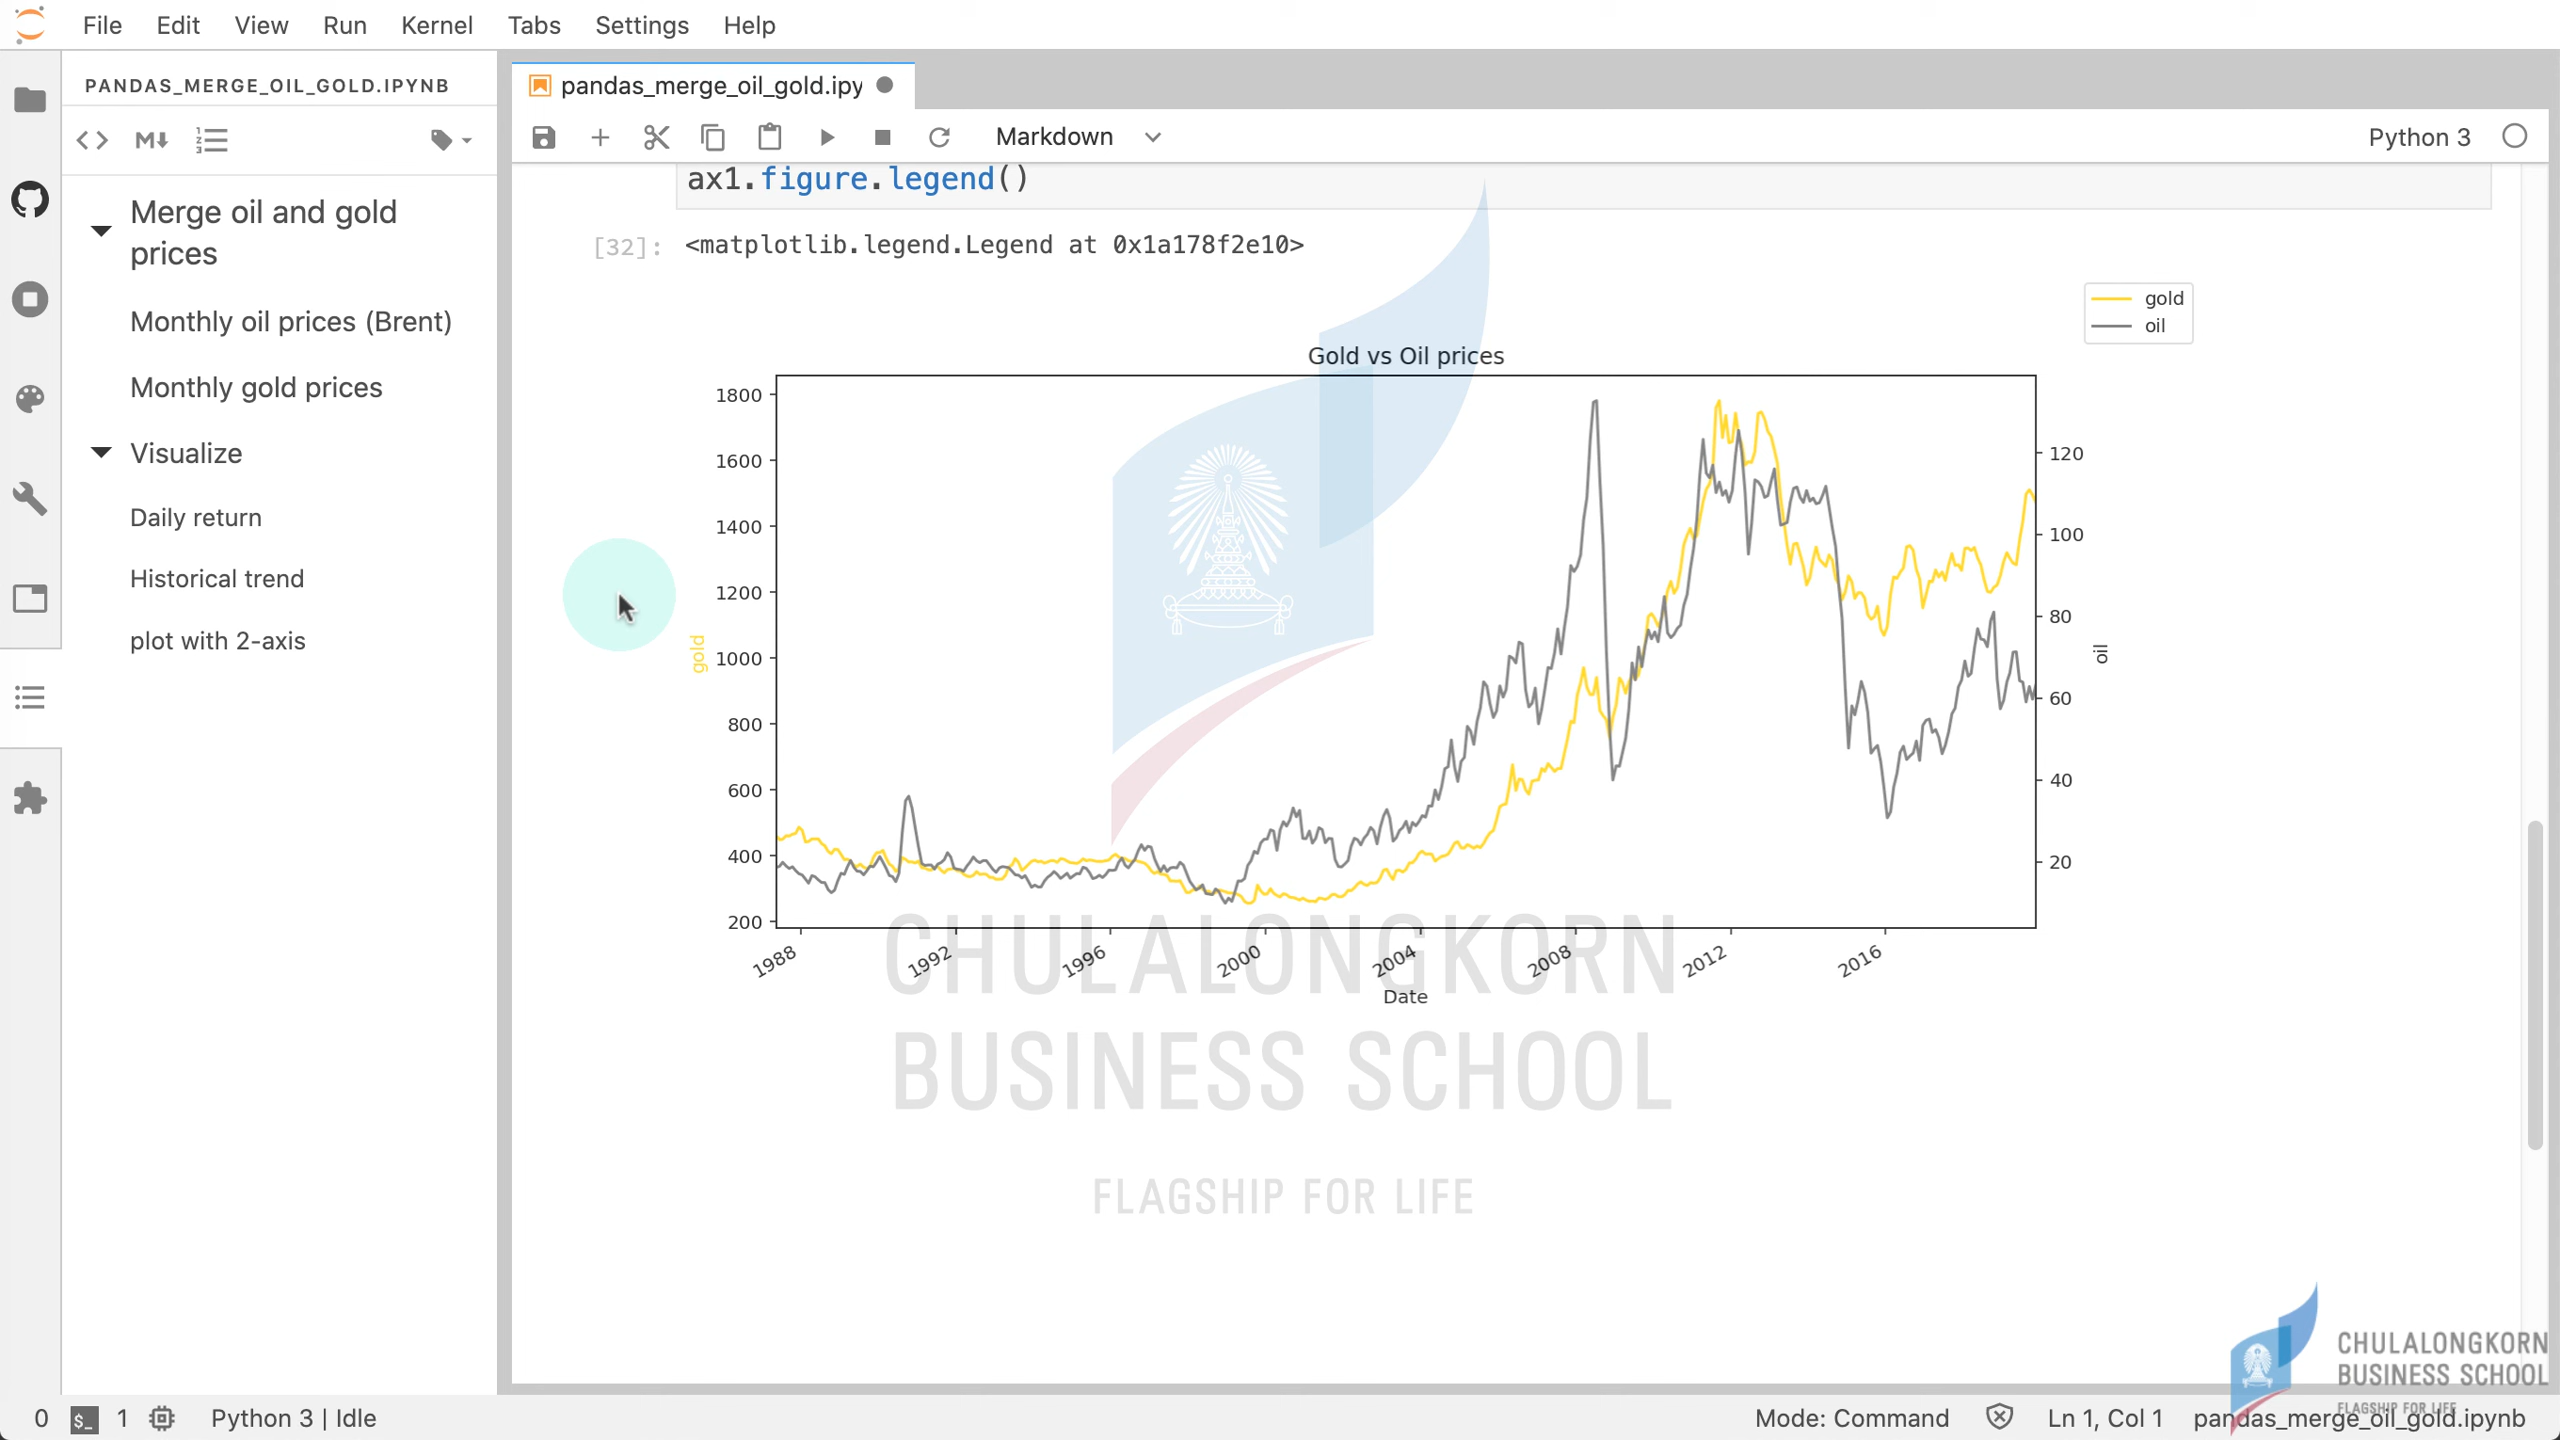 File Edit View Run Kernel Tabs Settings Help
PANDAS_MERGE_OIL_GOLD.IPYNB
Merge oil and gold
prices
Monthly oil prices (Brent)
Monthly gold prices
Visualize
Daily return
Historical trend
plot with 2-axis
pandas_merge_oil_gold.ipy
Markdown
Python 3
ax1.figure.legend()
[32]: <matplotlib.legend.Legend at 0x1a178f2e10>
gold
oil
Gold vs Oil prices
1800
1600
1400
1200
1000
800
600
400
200
gold
120
100
80
60
40
20
oil
1988 1992 1996 2000 2004 2008 2012 2016
Date
CHULALONGKORN
BUSINESS SCHOOL
FLAGSHIP FOR LIFE
CHULALONGKORN
BUSINESS SCHOOL
FLAGSHIP FOR LIFE
0 $_ 1 Python 3 | Idle Mode: Command Ln 1, Col 1 pandas_merge_oil_gold.ipynb